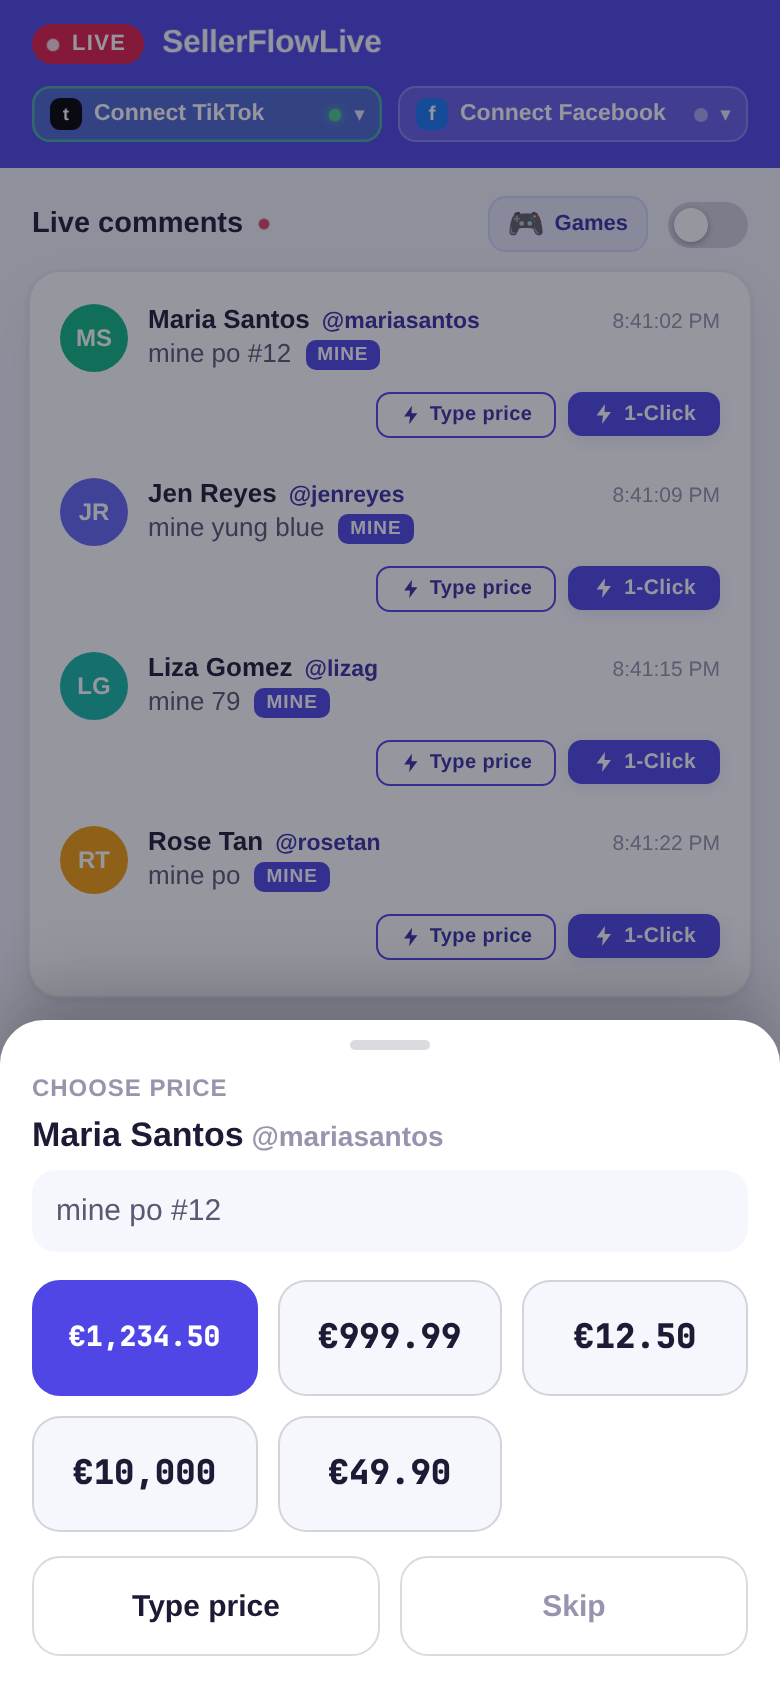 LIVE SellerFlowLive
t Connect TikTok ▼ f Connect Facebook ▼
Live comments Games
MS Maria Santos @mariasantos 8:41:02 PM
mine po #12 MINE
Type price 1-Click
JR Jen Reyes @jenreyes 8:41:09 PM
mine yung blue MINE
Type price 1-Click
LG Liza Gomez @lizag 8:41:15 PM
mine 79 MINE
Type price 1-Click
RT Rose Tan @rosetan 8:41:22 PM
mine po MINE
Type price 1-Click
CHOOSE PRICE
Maria Santos @mariasantos
mine po #12
€1,234.50 €999.99 €12.50
€10,000 €49.90
Type price Skip